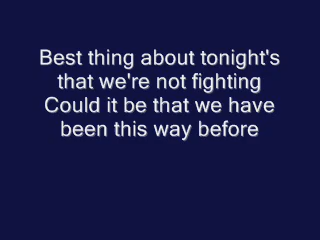 Best thing about tonight's
that we're not fighting
Could it be that we have
been this way before